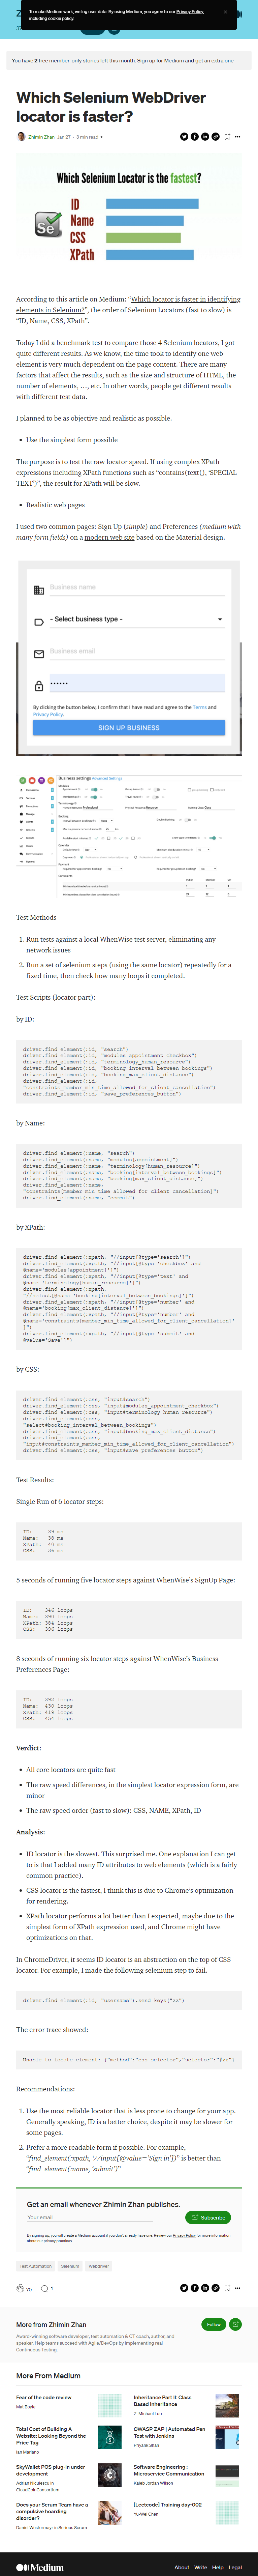 To make Medium work, we log user data. By using Medium, you agree to our Privacy Policy, including cookie policy.
You have 2 free member-only stories left this month. Sign up for Medium and get an extra one
Which Selenium WebDriver
locator is faster?
Zhimin Zhan Jan 27 · 3 min read
Which Selenium locator is the fastest?
Se
ID
Name
CSS
XPath
According to this article on Medium: “Which locator is faster in identifying
elements in Selenium?”, the order of Selenium Locators (fast to slow) is
“ID, Name, CSS, XPath”.
Today I did a benchmark test to compare those 4 Selenium locators, I got
quite different results. As we know, the time took to identify one web
element is very much dependent on the page content. There are many
factors that affect the results, such as the size and structure of HTML, the
number of elements, …, etc. In other words, people get different results
with different test data.
I planned to be as objective and realistic as possible.
Use the simplest form possible
The purpose is to test the raw locator speed. If using complex XPath
expressions including XPath functions such as “contains(text(), ‘SPECIAL
TEXT’)”, the result for XPath will be slow.
Realistic web pages
I used two common pages: Sign Up (simple) and Preferences (medium with
many form fields) on a modern web site based on the Material design.
Business name
- Select business type -
Business email
By clicking the button below, I confirm that I have read and agree to the Terms and
Privacy Policy.
SIGN UP BUSINESS
Business settings Advanced Settings
Test Methods
1. Run tests against a local WhenWise test server, eliminating any
network issues
2. Run a set of selenium steps (using the same locator) repeatedly for a
fixed time, then check how many loops it completed.
Test Scripts (locator part):
by ID:
driver.find_element(:id, "search")
driver.find_element(:id, "modules_appointment_checkbox")
driver.find_element(:id, "terminology_human_resource")
driver.find_element(:id, "booking_interval_between_bookings")
driver.find_element(:id, "booking_max_client_distance")
driver.find_element(:id,
"constraints_member_min_time_allowed_for_client_cancellation")
driver.find_element(:id, "save_preferences_button")
by Name:
driver.find_element(:name, "search")
driver.find_element(:name, "modules[appointment]")
driver.find_element(:name, "terminology[human_resource]")
driver.find_element(:name, "booking[interval_between_bookings]")
driver.find_element(:name, "booking[max_client_distance]")
driver.find_element(:name,
"constraints[member_min_time_allowed_for_client_cancellation]")
driver.find_element(:name, "commit")
by XPath:
driver.find_element(:xpath, "//input[@type='search']")
driver.find_element(:xpath, "//input[@type='checkbox' and
@name='modules[appointment]']")
driver.find_element(:xpath, "//input[@type='text' and
@name='terminology[human_resource]']")
driver.find_element(:xpath,
"//select[@name='booking[interval_between_bookings]']")
driver.find_element(:xpath, "//input[@type='number' and
@name='booking[max_client_distance]']")
driver.find_element(:xpath, "//input[@type='number' and
@name='constraints[member_min_time_allowed_for_client_cancellation]'
]")
driver.find_element(:xpath, "//input[@type='submit' and
@value='Save']")
by CSS:
driver.find_element(:css, "input#search")
driver.find_element(:css, "input#modules_appointment_checkbox")
driver.find_element(:css, "input#terminology_human_resource")
driver.find_element(:css,
"select#booking_interval_between_bookings")
driver.find_element(:css, "input#booking_max_client_distance")
driver.find_element(:css,
"input#constraints_member_min_time_allowed_for_client_cancellation")
driver.find_element(:css, "input#save_preferences_button")
Test Results:
Single Run of 6 locator steps:
ID: 39 ms
Name: 38 ms
XPath: 40 ms
CSS: 36 ms
5 seconds of running five locator steps against WhenWise’s SignUp Page:
ID: 346 loops
Name: 390 loops
XPath: 384 loops
CSS: 396 loops
8 seconds of running six locator steps against WhenWise’s Business
Preferences Page:
ID: 392 loops
Name: 430 loops
XPath: 419 loops
CSS: 454 loops
Verdict:
All core locators are quite fast
The raw speed differences, in the simplest locator expression form, are
minor
The raw speed order (fast to slow): CSS, NAME, XPath, ID
Analysis:
ID locator is the slowest. This surprised me. One explanation I can get
to is that I added many ID attributes to web elements (which is a fairly
common practice).
CSS locator is the fastest, I think this is due to Chrome’s optimization
for rendering.
XPath locator performs a lot better than I expected, maybe due to the
simplest form of XPath expression used, and Chrome might have
optimizations on that.
In ChromeDriver, it seems ID locator is an abstraction on the top of CSS
locator. For example, I made the following selenium step to fail.
driver.find_element(:id, "username").send_keys("zz")
The error trace showed:
Unable to locate element: {"method":"css selector","selector":"#zz"}
Recommendations:
1. Use the most reliable locator that is less prone to change for your app.
Generally speaking, ID is a better choice, despite it may be slower for
some pages.
2. Prefer a more readable form if possible. For example,
“find_element(:xpath, ‘//input[@value=‘Sign in’])” is better than
“find_element(:name, ‘submit’)”
Get an email whenever Zhimin Zhan publishes.
Your email
Subscribe
By signing up, you will create a Medium account if you don't already have one. Review our Privacy Policy for more information
about our privacy practices.
Test Automation Selenium Webdriver
70 1
More from Zhimin Zhan
Follow
Award-winning software developer, test automation & CT coach, author, and
speaker. Help teams succeed with Agile/DevOps by implementing real
Continuous Testing.
More From Medium
Fear of the code review
Mat Boyle
Inheritance Part II: Class
Based Inheritance
Z. Michael Luo
Total Cost of Building A
Website: Looking Beyond the
Price Tag
Ian Mariano
OWASP ZAP | Automated Pen
Test with Jenkins
Priyank Shah
SkyWallet POS plug-in under
development
Adrian Niculescu in
CloudCoinConsortium
Software Engineering :
Microservice Communication
Kaleb Jordan Wilson
Does your Scrum Team have a
compulsive hoarding
disorder?
Daniel Westermayr in Serious Scrum
[Leetcode] Training day-002
Yu-Wei Chen
Medium
About Write Help Legal